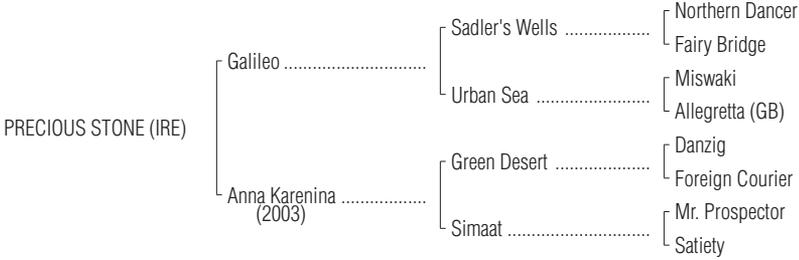 Northern Dancer
Sadler's Wells ..................
Fairy Bridge
Galileo ..............................
Miswaki
Urban Sea ........................
Allegretta (GB)
PRECIOUS STONE (IRE)
Danzig
Green Desert ....................
Foreign Courier
Anna Karenina ..................
(2003)
Mr. Prospector
Simaat ..............................
Satiety